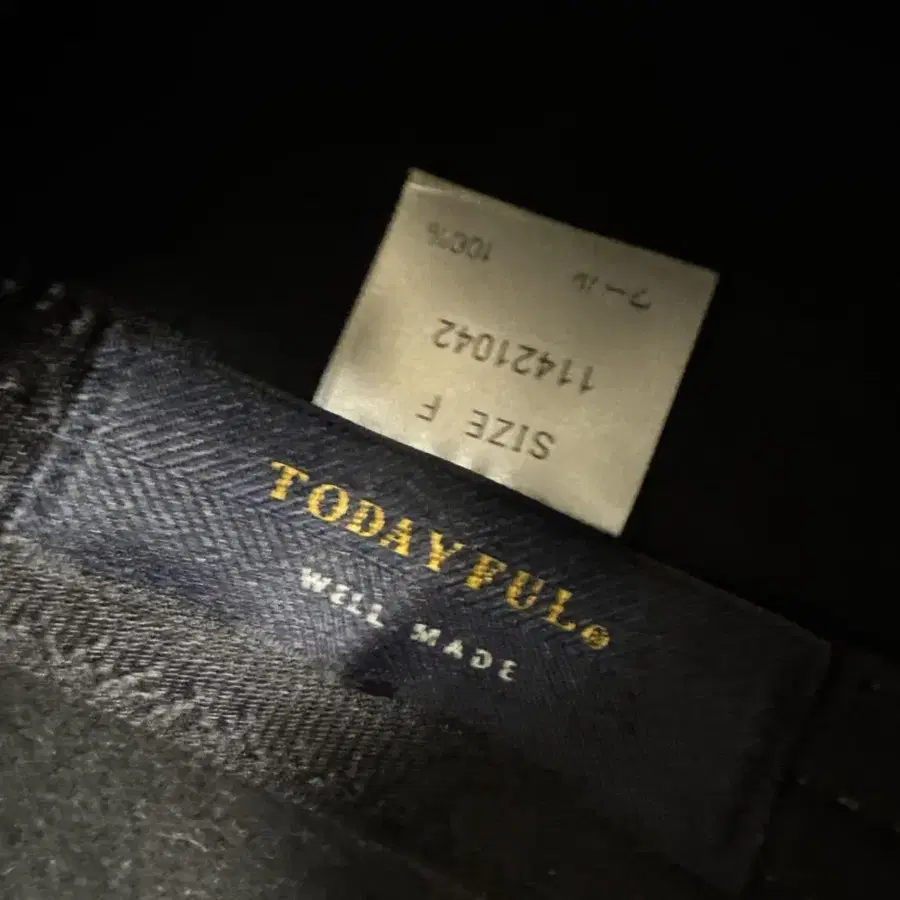 SIZE F
11421042
ウール 100%
TODAYFUL®
WELL MADE